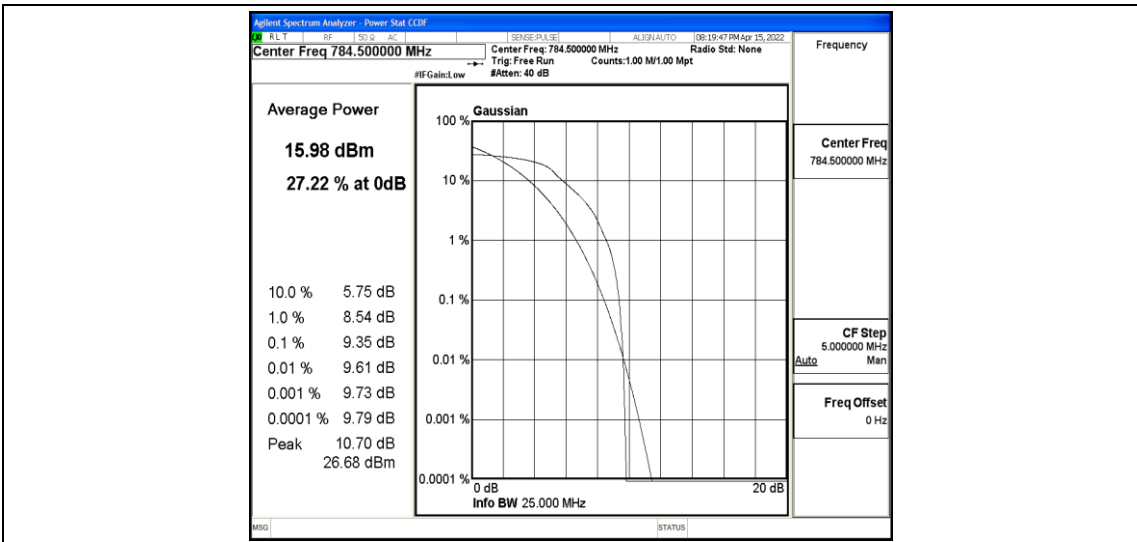 Agilent Spectrum Analyzer - Power Stat CCDF
LXI RLT RF 50 Ω AC SENSE:PULSE ALIGNAUTO 08:19:47 PM Apr 15, 2022
Center Freq 784.500000 MHz
Center Freq: 784.500000 MHz Radio Std: None
Trig: Free Run Counts:1.00 M/1.00 Mpt
#IFGain:Low #Atten: 40 dB
Frequency
Average Power
15.98 dBm
27.22 % at 0dB
10.0 % 5.75 dB
1.0 % 8.54 dB
0.1 % 9.35 dB
0.01 % 9.61 dB
0.001 % 9.73 dB
0.0001 % 9.79 dB
Peak 10.70 dB
26.68 dBm
Gaussian
100 %
10 %
1 %
0.1 %
0.01 %
0.001 %
0.0001 %
0 dB 20 dB
Info BW 25.000 MHz
Center Freq
784.500000 MHz
CF Step
5.000000 MHz
Auto Man
Freq Offset
0 Hz
MSG STATUS